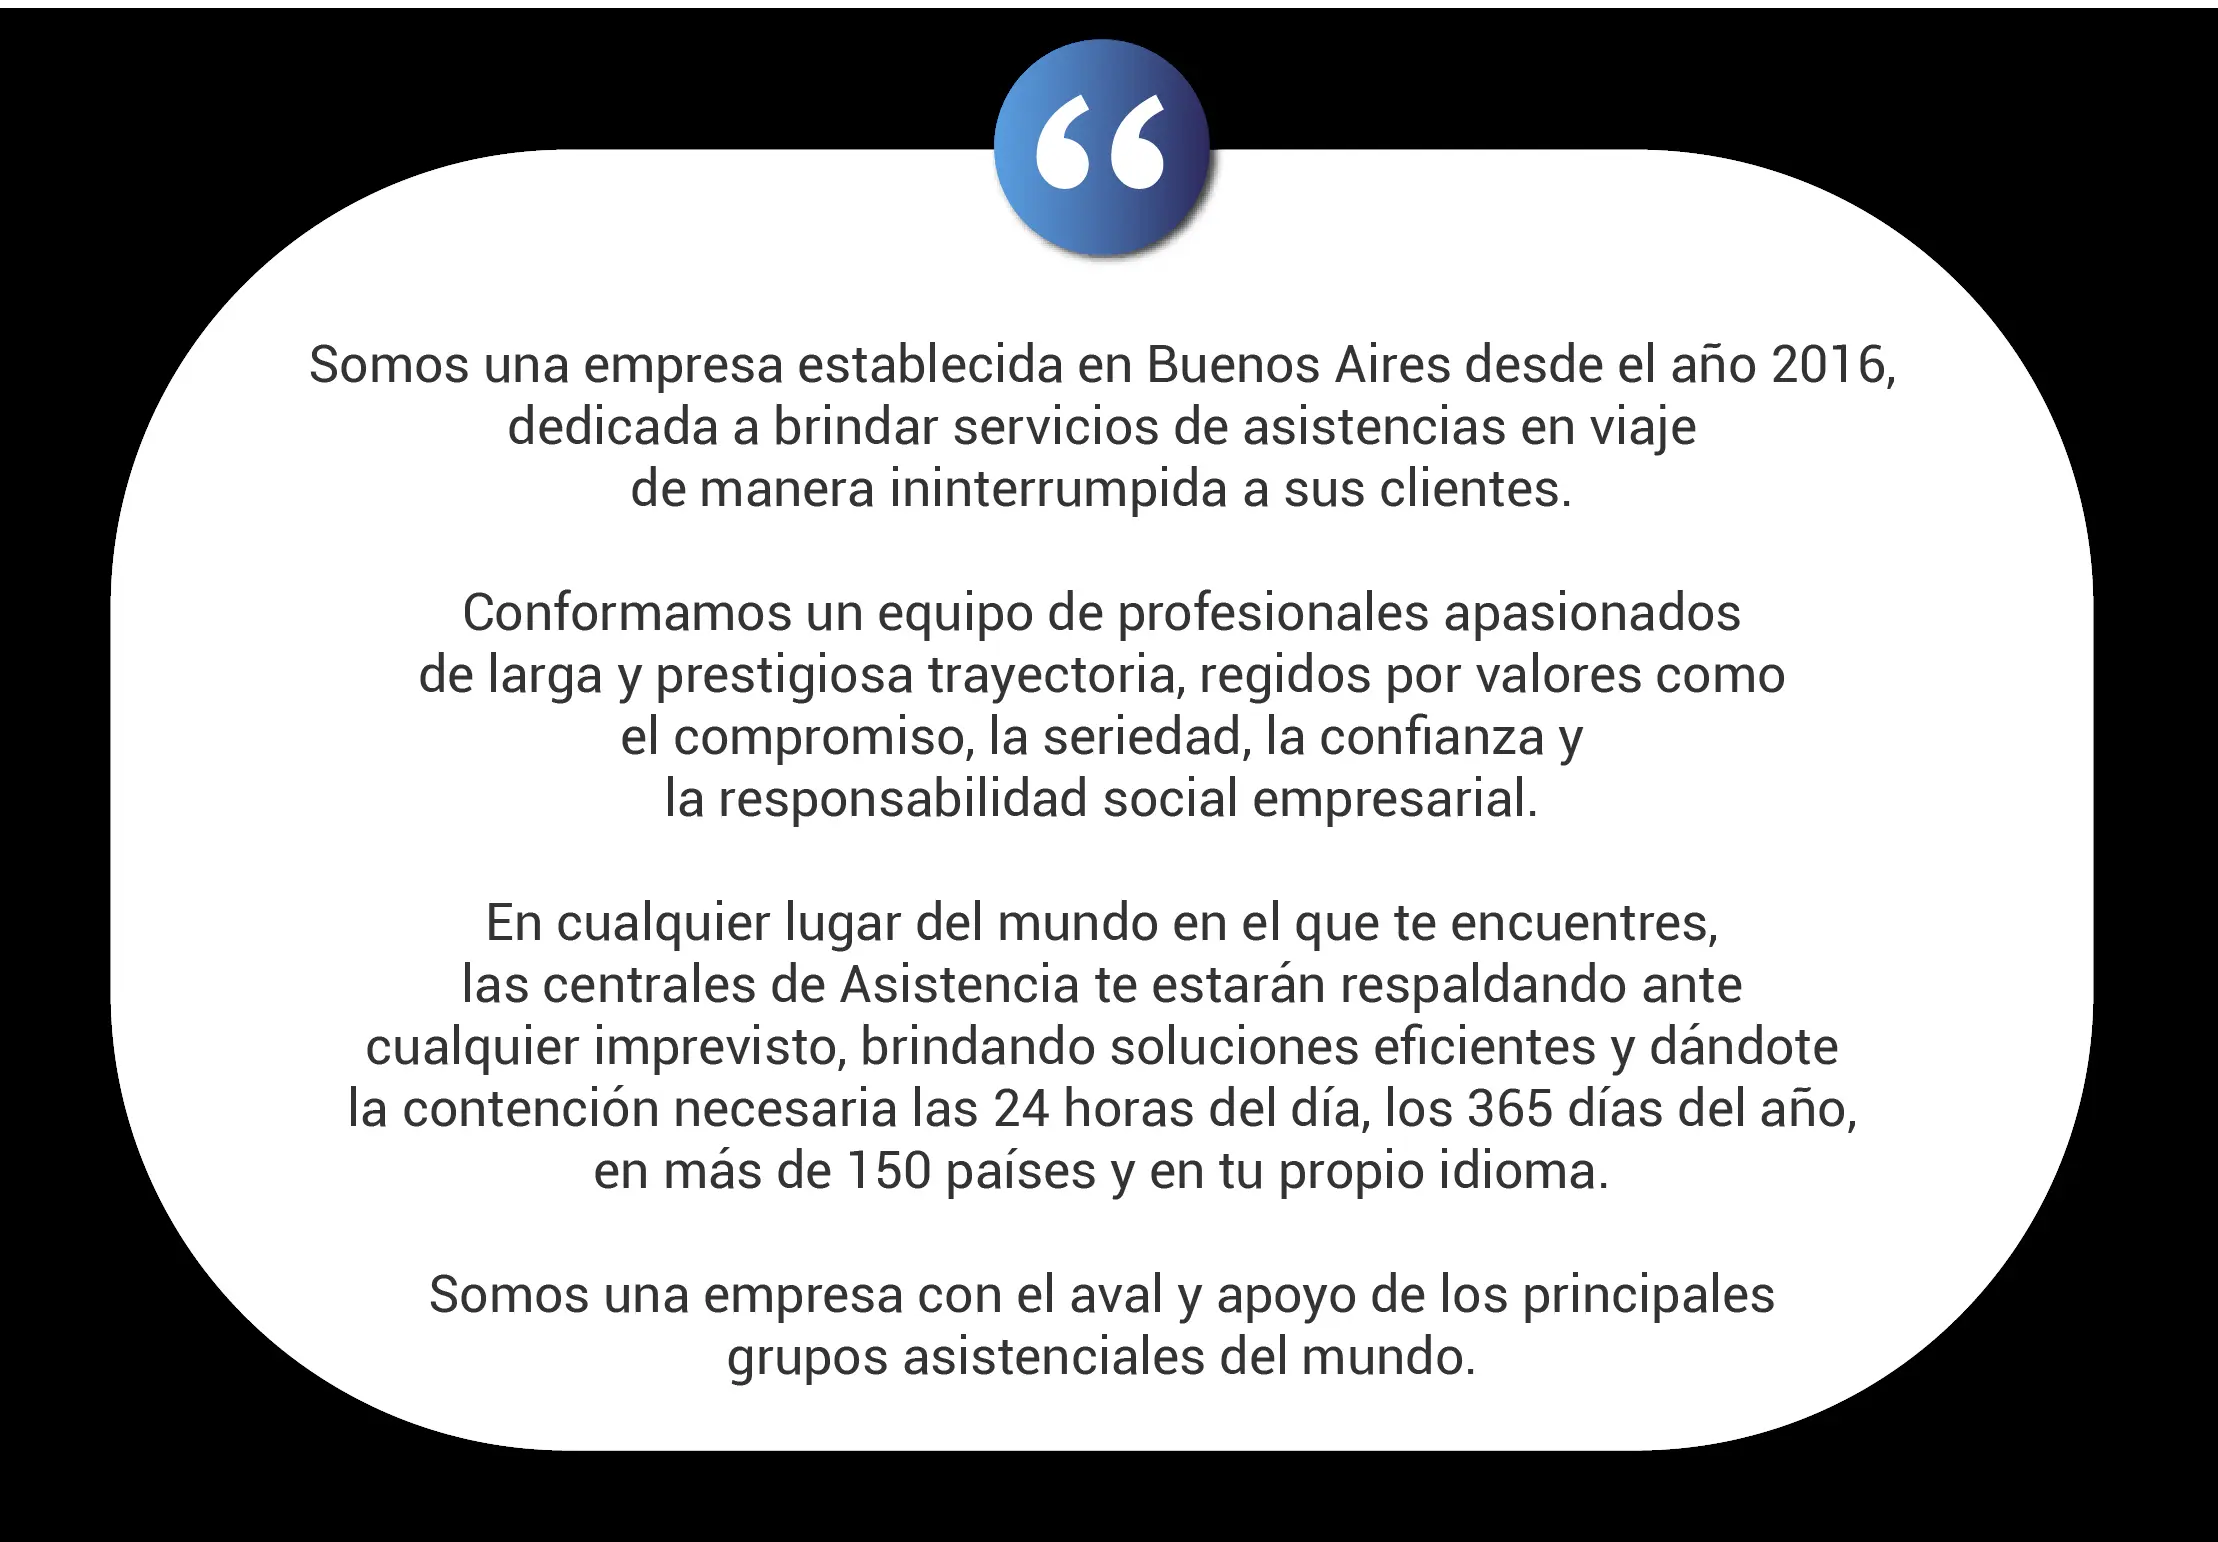 “
Somos una empresa establecida en Buenos Aires desde el año 2016,
dedicada a brindar servicios de asistencias en viaje
de manera ininterrumpida a sus clientes.
Conformamos un equipo de profesionales apasionados
de larga y prestigiosa trayectoria, regidos por valores como
el compromiso, la seriedad, la confianza y
la responsabilidad social empresarial.
En cualquier lugar del mundo en el que te encuentres,
las centrales de Asistencia te estarán respaldando ante
cualquier imprevisto, brindando soluciones eficientes y dándote
la contención necesaria las 24 horas del día, los 365 días del año,
en más de 150 países y en tu propio idioma.
Somos una empresa con el aval y apoyo de los principales
grupos asistenciales del mundo.